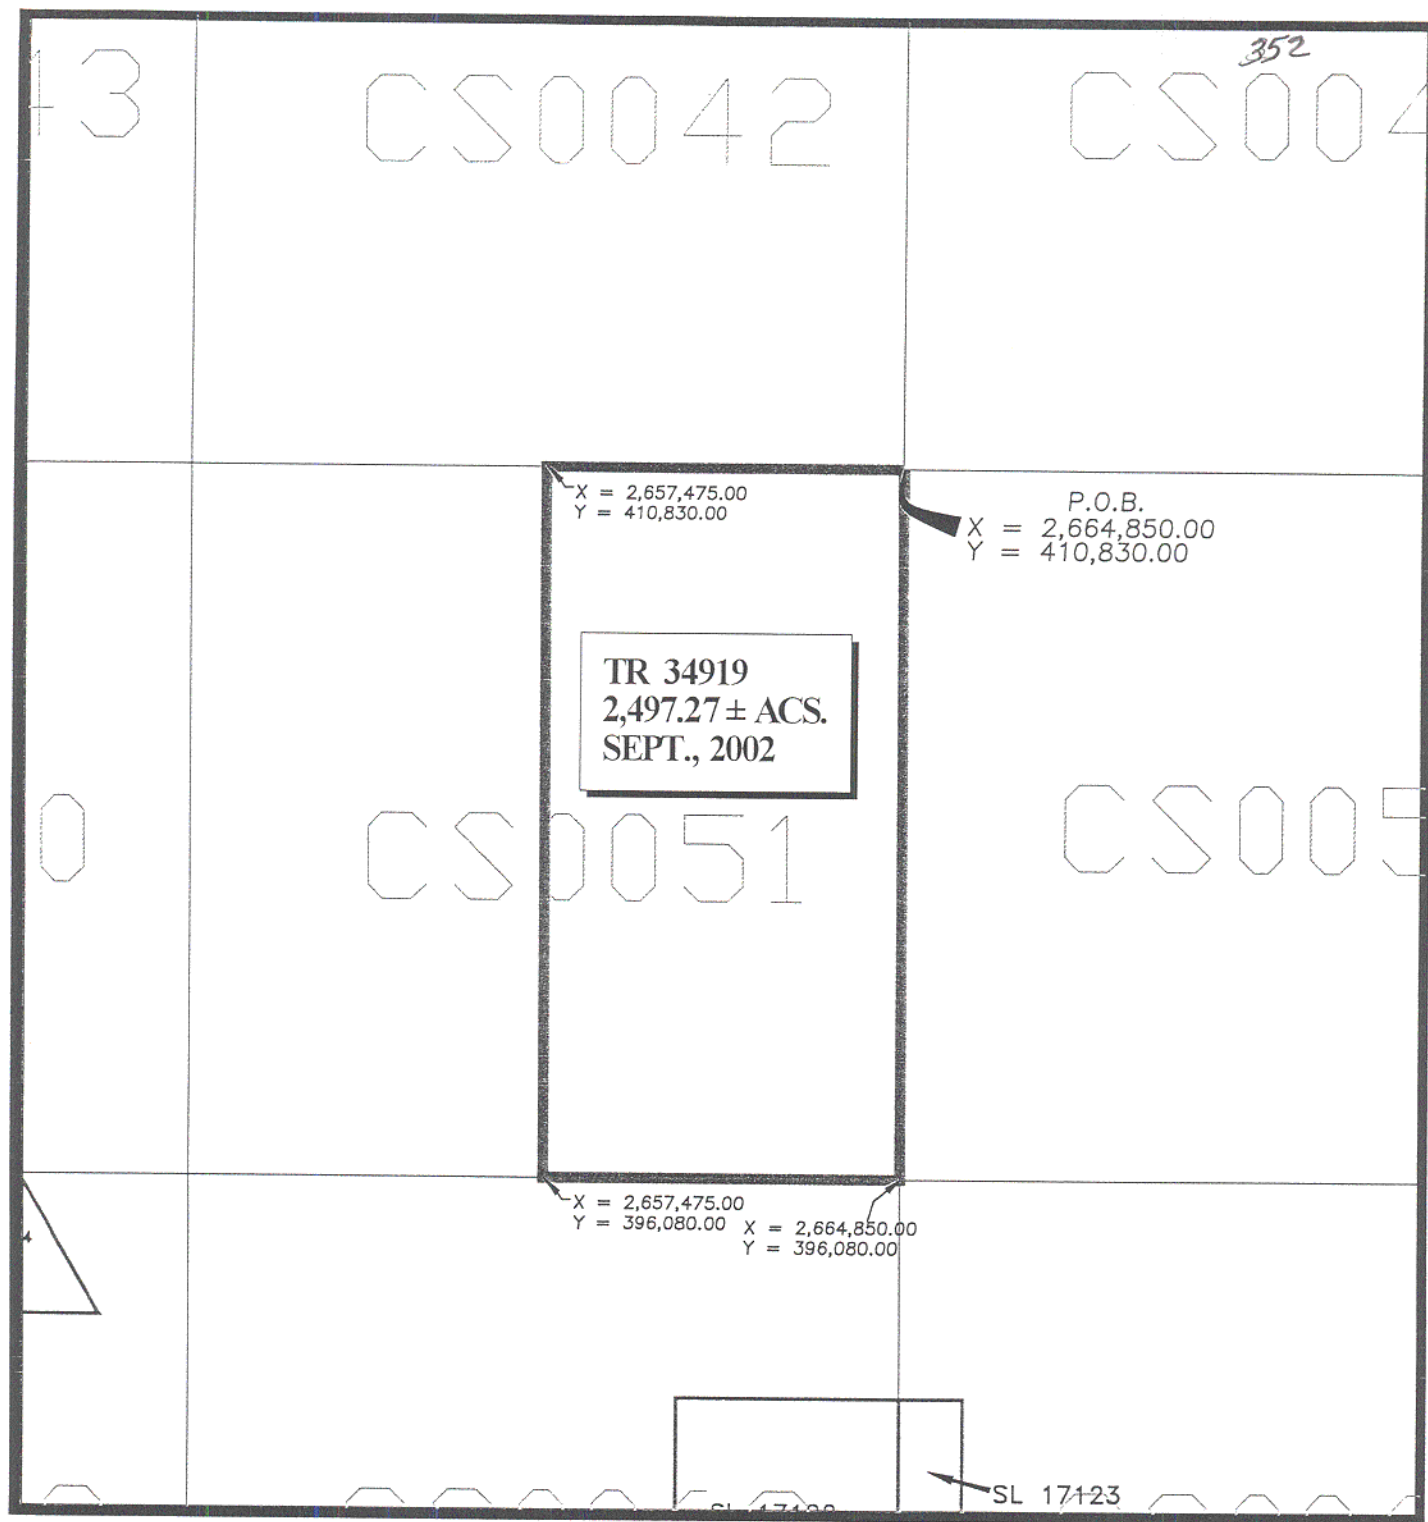 352
43
CS0042
CS004
X = 2,657,475.00
Y = 410,830.00
P.O.B.
X = 2,664,850.00
Y = 410,830.00
TR 34919
2,497.27 ± ACS.
SEPT., 2002
0
CS0051
CS005
X = 2,657,475.00
Y = 396,080.00
X = 2,664,850.00
Y = 396,080.00
SL 17123